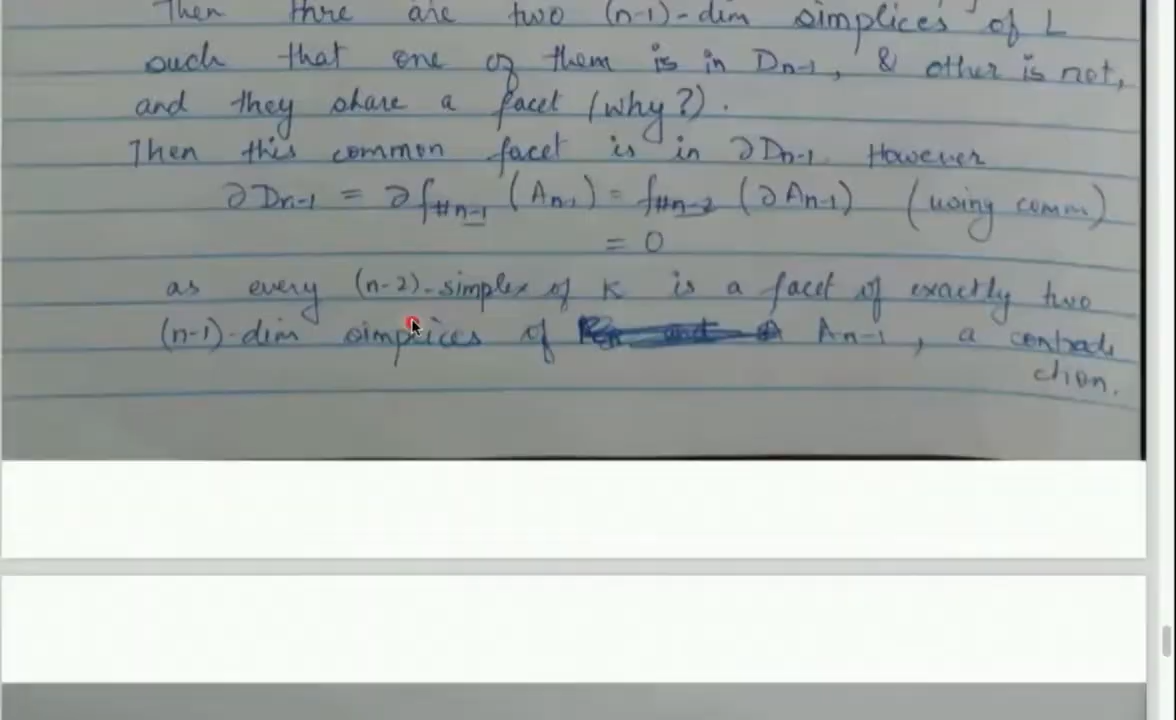 Then thre are two (n-1)-dim simplices of L
such that one of them is in Dn-1, & other is not,
and they share a facet (why?).
Then this common facet is in ∂Dn-1. However
∂Dn-1 = ∂f#n-1 (An-1) = f#n-2 (∂An-1) (using comm)
= 0
as every (n-2)-simplex of K is a facet of exactly two
(n-1)-dim simplices of An-1, a contradi
ction.